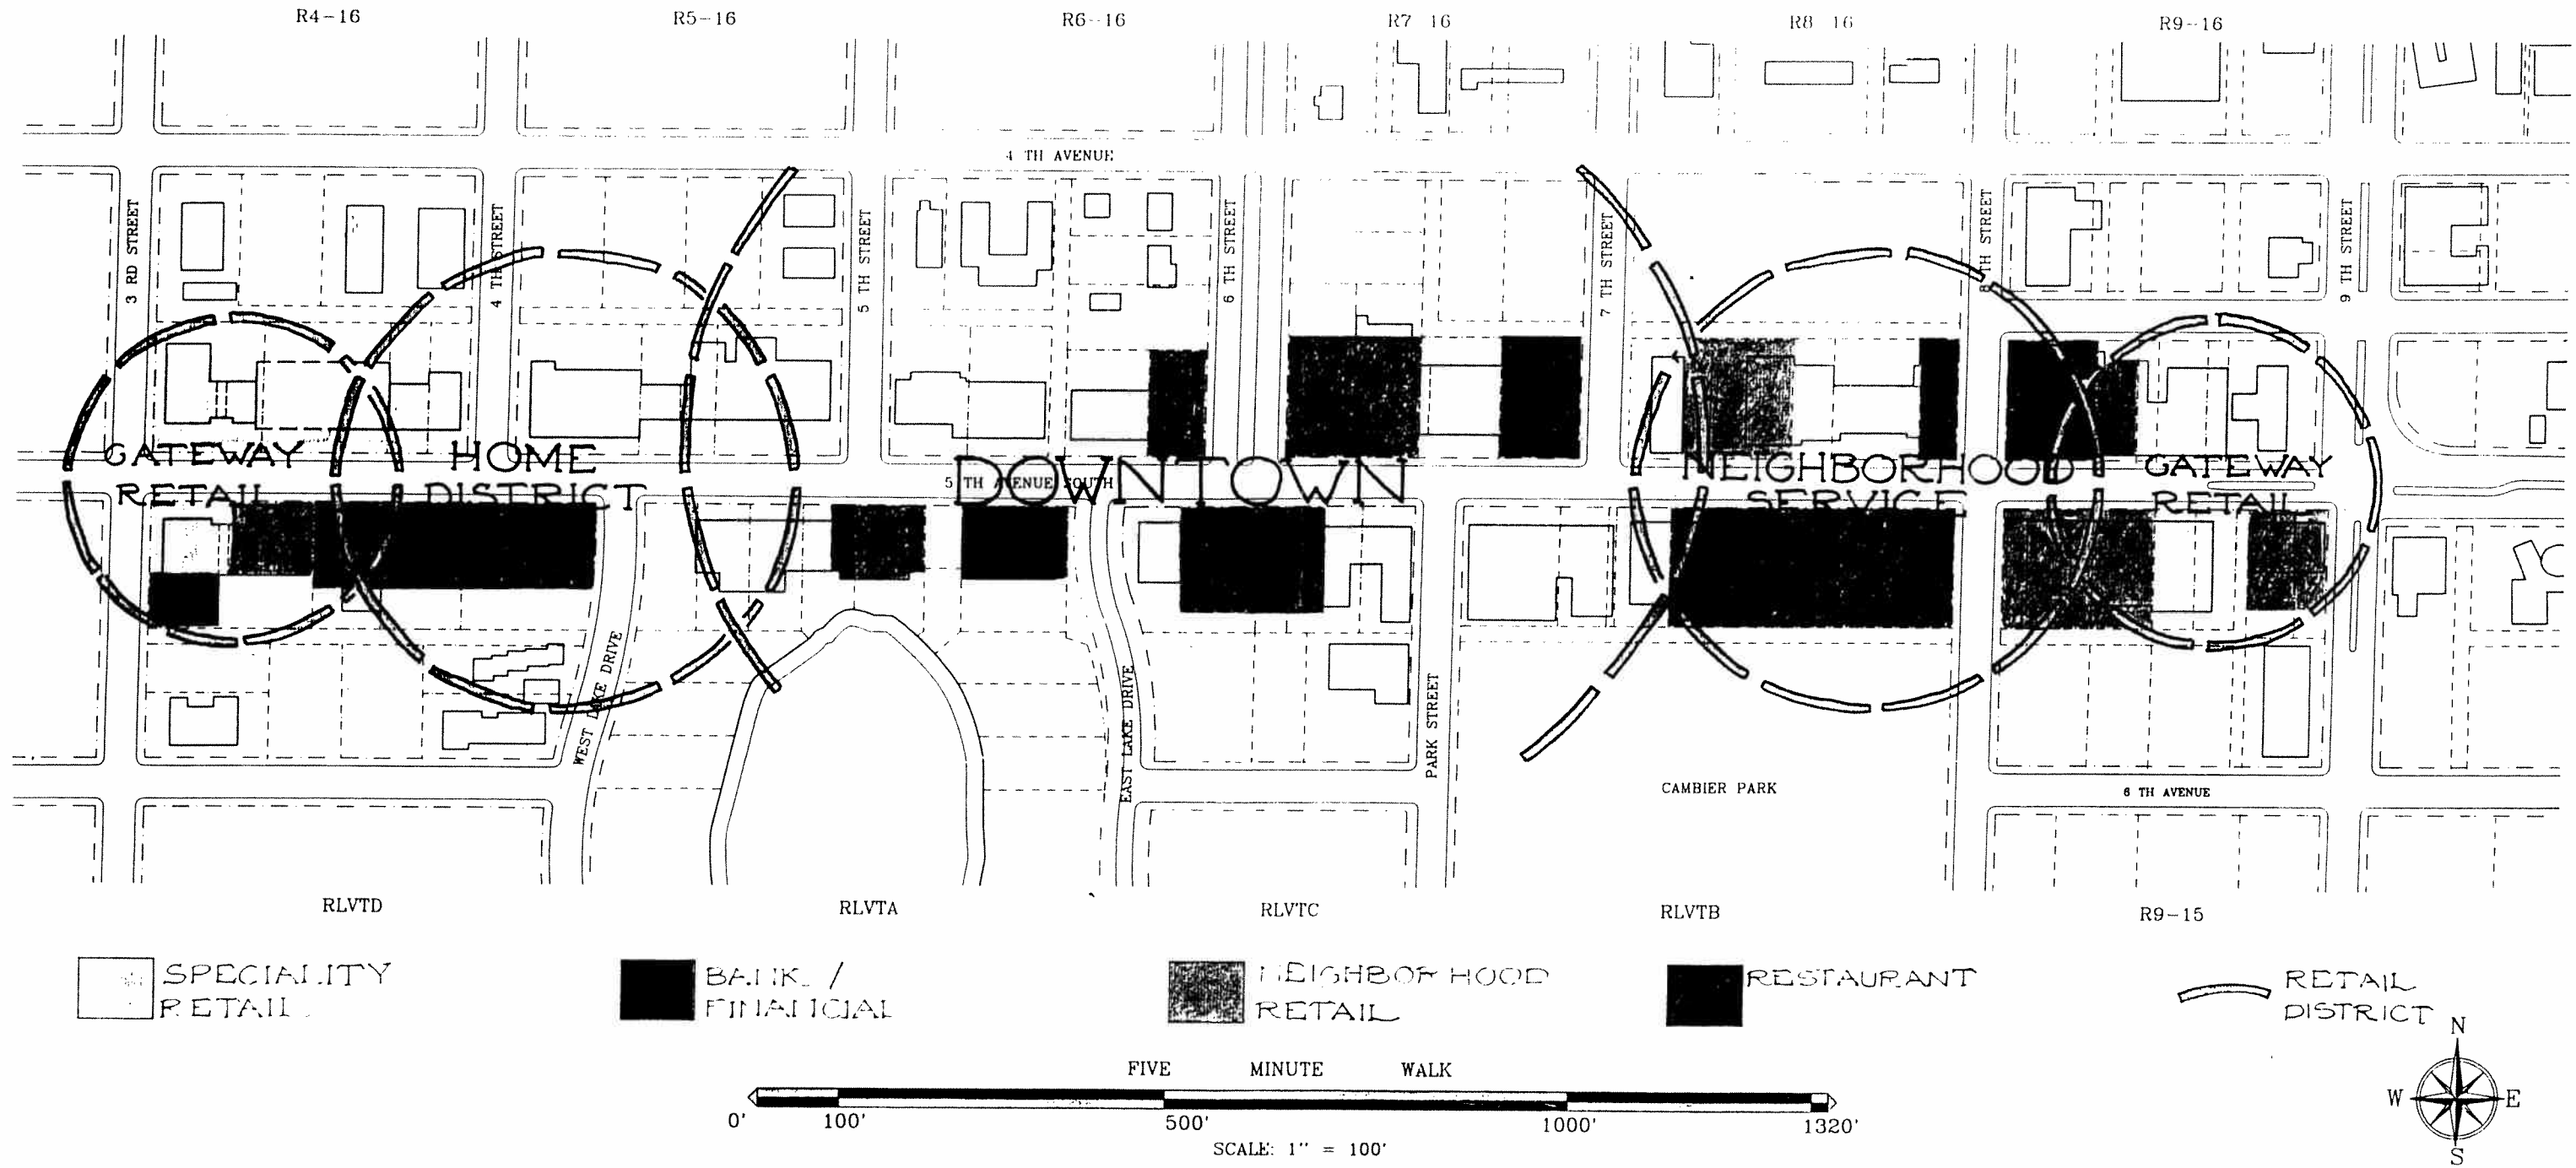 R4-16
R5-16
R6-16
R7 16
R8 16
R9-16
4 TH AVENUE
3 RD STREET
4 TH STREET
5 TH STREET
6 TH STREET
7 TH STREET
8 TH STREET
9 TH STREET
GATEWAY
RETAIL
HOME
DISTRICT
DOWNTOWN
5 TH AVENUE SOUTH
NEIGHBORHOOD
SERVICE
GATEWAY
RETAIL
WEST LAKE DRIVE
EAST LAKE DRIVE
PARK STREET
CAMBIER PARK
6 TH AVENUE
RLVTD
RLVTA
RLVTC
RLVTB
R9-15
SPECIALITY
RETAIL
BANK /
FINANCIAL
NEIGHBORHOOD
RETAIL
RESTAURANT
RETAIL
DISTRICT
FIVE MINUTE WALK
0' 100' 500' 1000' 1320'
SCALE: 1" = 100'
N
W E
S